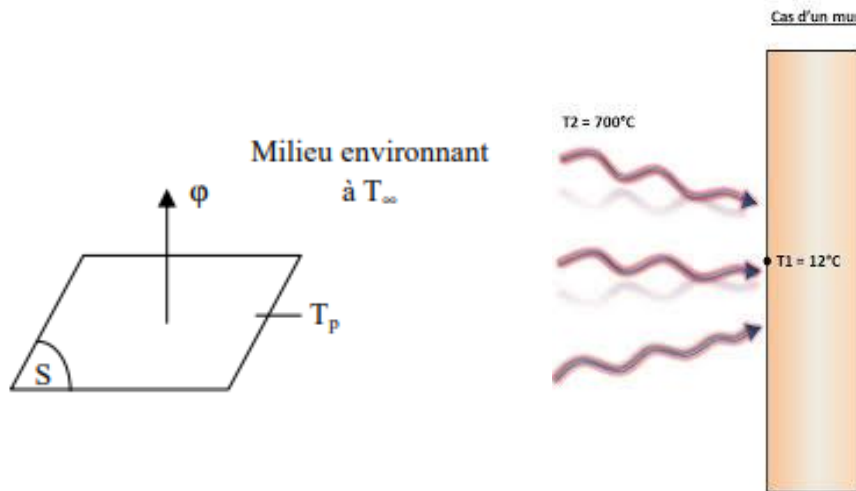 Cas d'un mur
T2 = 700°C
Milieu environnant
à T∞
φ
T1 = 12°C
Tp
S